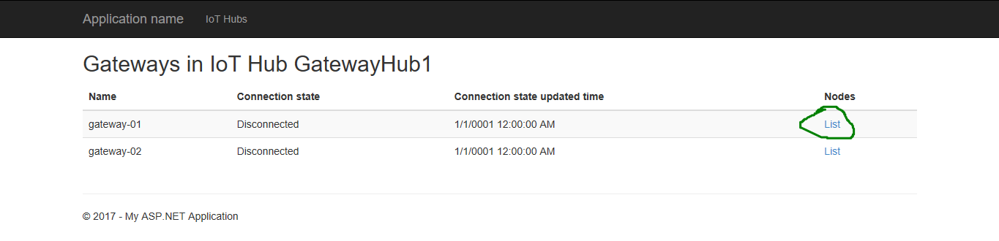 Application name IoT Hubs
Gateways in IoT Hub GatewayHub1
Name Connection state Connection state updated time Nodes
gateway-01 Disconnected 1/1/0001 12:00:00 AM List
gateway-02 Disconnected 1/1/0001 12:00:00 AM List
© 2017 - My ASP.NET Application